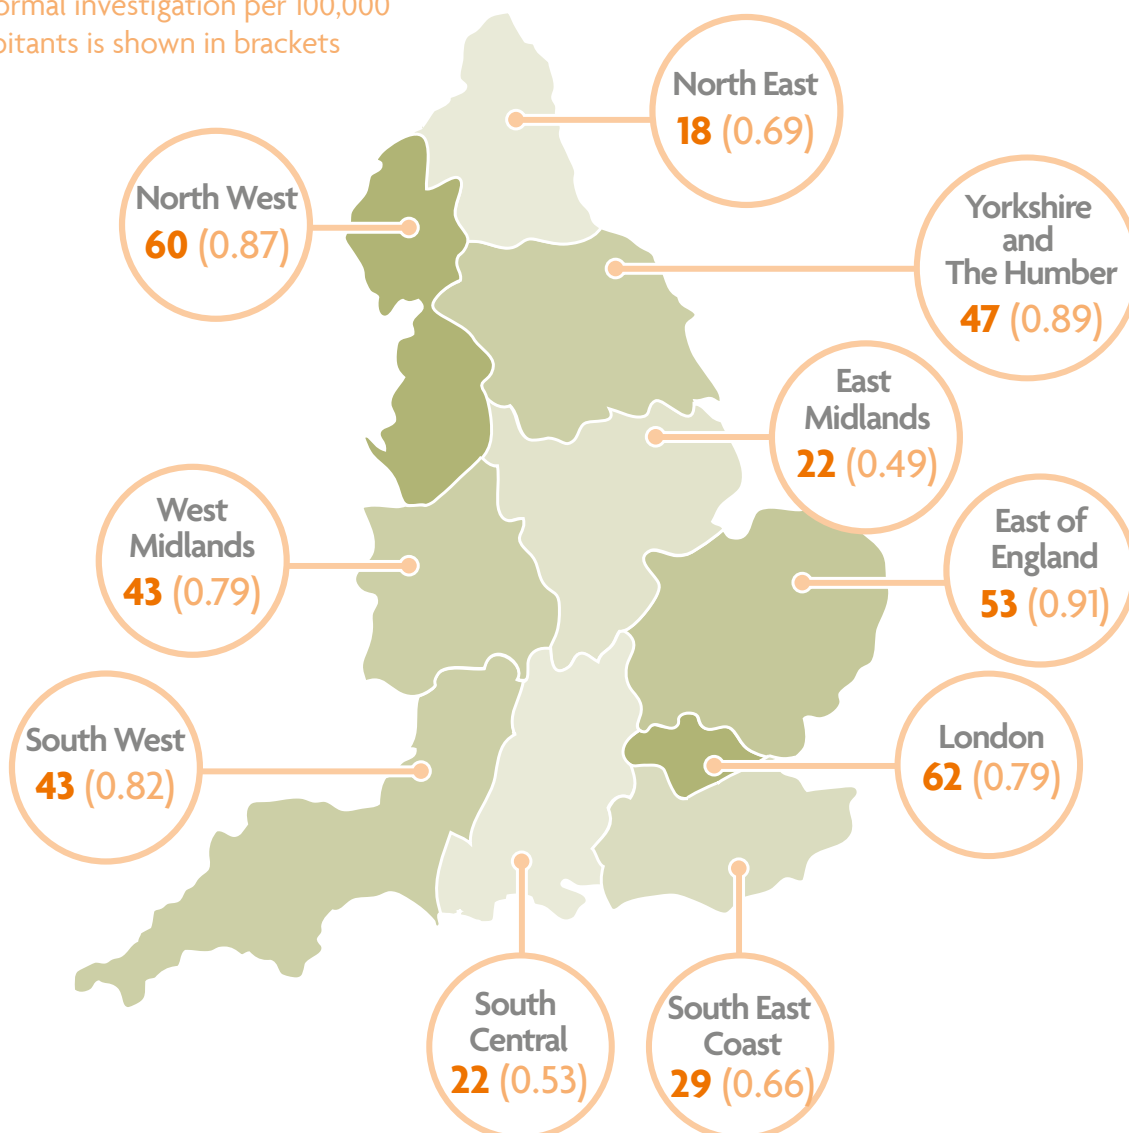 formal investigation per 100,000
is shown in brackets
North East
18 (0.69)
North West
60 (0.87)
Yorkshire
and
The Humber
47 (0.89)
East
Midlands
22 (0.49)
West
Midlands
43 (0.79)
East of
England
53 (0.91)
South West
43 (0.82)
London
62 (0.79)
South
Central
22 (0.53)
South East
Coast
29 (0.66)